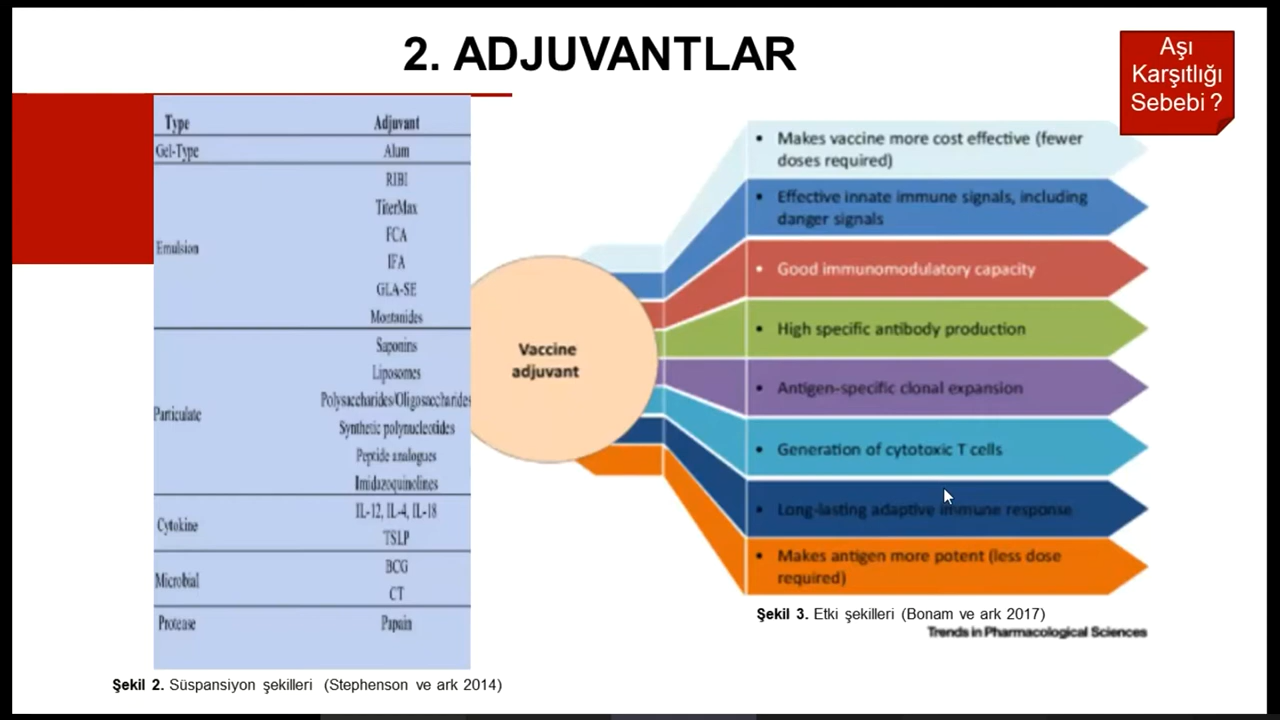 2. ADJUVANTLAR
Aşı
Karşıtlığı
Sebebi ?
Type Adjuvant
Gel-Type Alum
RIBI
TiterMax
FCA
Emulsion
IFA
GLA-SE
Montanides
Saponins
Liposomes
Polysaccharides/Oligosaccharides
Particulate
Synthetic polynucleotides
Peptide analogues
Imidazoquinolines
IL-12, IL-4, IL-18
Cytokine
TSLP
BCG
Microbial
CT
Protease Papain
Şekil 2. Süspansiyon şekilleri (Stephenson ve ark 2014)
Vaccine
adjuvant
• Makes vaccine more cost effective (fewer
doses required)
• Effective innate immune signals, including
danger signals
• Good immunomodulatory capacity
• High specific antibody production
• Antigen-specific clonal expansion
• Generation of cytotoxic T cells
• Long-lasting adaptive immune response
• Makes antigen more potent (less dose
required)
Şekil 3. Etki şekilleri (Bonam ve ark 2017)
Trends in Pharmacological Sciences